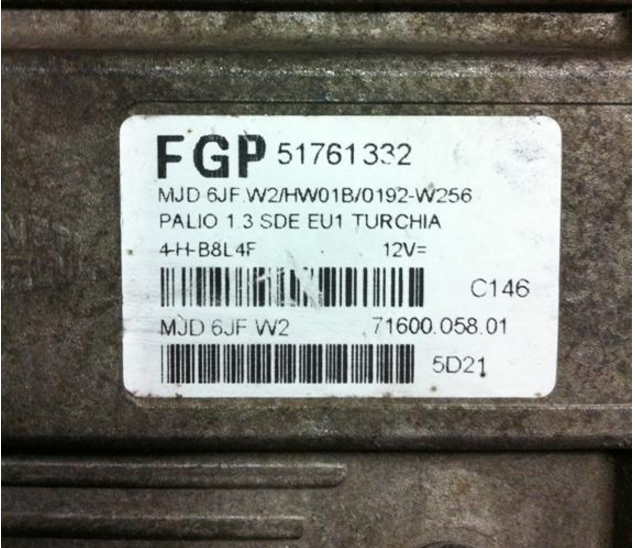 FGP 51761332
MJD 6JF.W2/HW01B/0192-W256
PALIO 1.3 SDE EU1 TURCHIA
4-H-B8L4F 12V=
C146
MJD 6JF W2 71600.058.01
5D21